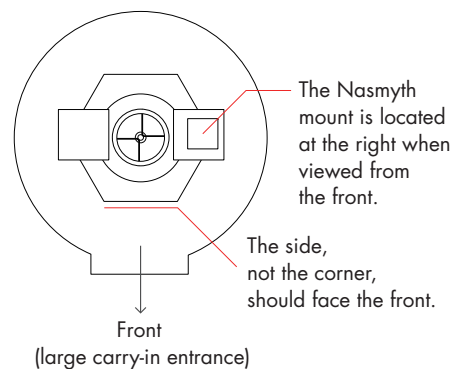 The Nasmyth
mount is located
at the right when
viewed from
the front.
The side,
not the corner,
should face the front.
Front
(large carry-in entrance)